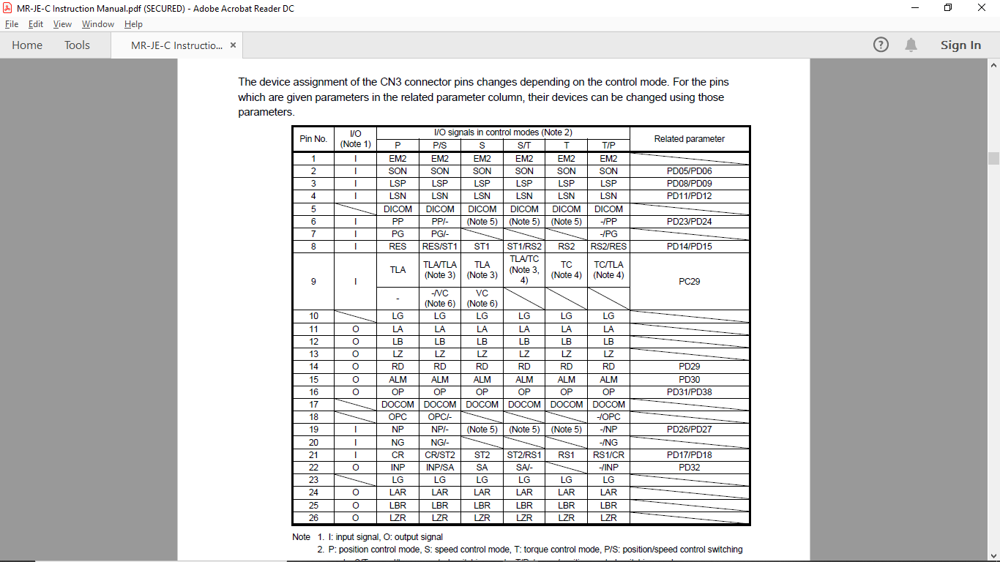 MR-JE-C Instruction Manual.pdf (SECURED) - Adobe Acrobat Reader DC
File Edit View Window Help
Home Tools MR-JE-C Instructio... × ? Sign In
The device assignment of the CN3 connector pins changes depending on the control mode. For the pins
which are given parameters in the related parameter column, their devices can be changed using those
parameters.
Pin No. I/O (Note 1) I/O signals in control modes (Note 2) Related parameter
P P/S S S/T T T/P
1 I EM2 EM2 EM2 EM2 EM2 EM2
2 I SON SON SON SON SON SON PD05/PD06
3 I LSP LSP LSP LSP LSP LSP PD08/PD09
4 I LSN LSN LSN LSN LSN LSN PD11/PD12
5 DICOM DICOM DICOM DICOM DICOM DICOM
6 I PP PP/- (Note 5) (Note 5) (Note 5) -/PP PD23/PD24
7 I PG PG/- -/PG
8 I RES RES/ST1 ST1 ST1/RS2 RS2 RS2/RES PD14/PD15
9 I TLA TLA/TLA (Note 3) TLA (Note 3) TLA/TC (Note 3, 4) TC (Note 4) TC/TLA (Note 4) PC29
- -/VC (Note 6) VC (Note 6)
10 LG LG LG LG LG LG
11 O LA LA LA LA LA LA
12 O LB LB LB LB LB LB
13 O LZ LZ LZ LZ LZ LZ
14 O RD RD RD RD RD RD PD29
15 O ALM ALM ALM ALM ALM ALM PD30
16 O OP OP OP OP OP OP PD31/PD38
17 DOCOM DOCOM DOCOM DOCOM DOCOM DOCOM
18 OPC OPC/- -/OPC
19 I NP NP/- (Note 5) (Note 5) (Note 5) -/NP PD26/PD27
20 I NG NG/- -/NG
21 I CR CR/ST2 ST2 ST2/RS1 RS1 RS1/CR PD17/PD18
22 O INP INP/SA SA SA/- -/INP PD32
23 LG LG LG LG LG LG
24 O LAR LAR LAR LAR LAR LAR
25 O LBR LBR LBR LBR LBR LBR
26 O LZR LZR LZR LZR LZR LZR
Note 1. I: input signal, O: output signal
2. P: position control mode, S: speed control mode, T: torque control mode, P/S: position/speed control switching